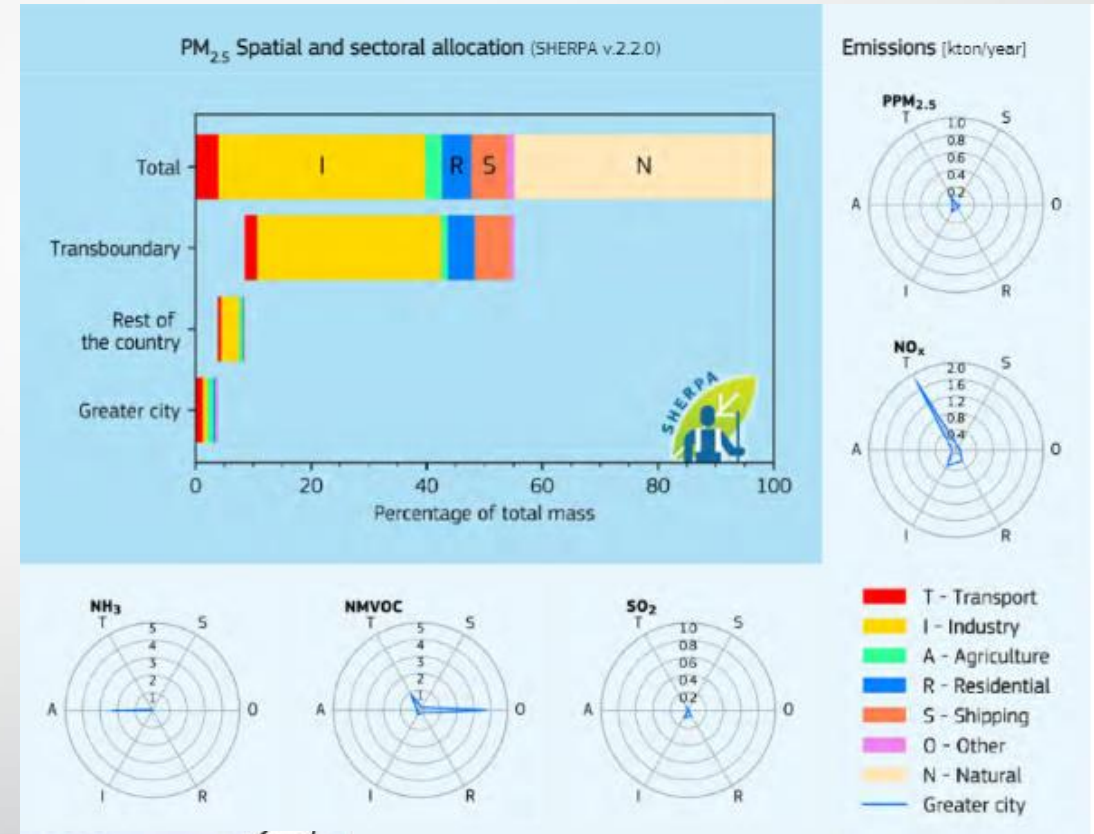 PM2.5 Spatial and sectoral allocation (SHERPA v.2.2.0)
Total
I
R
S
N
Transboundary
Rest of
the country
Greater city
SHERPA
0 20 40 60 80 100
Percentage of total mass
Emissions [kton/year]
PPM2.5
T
S
1.0
0.8
0.6
0.4
0.2
A
O
I
R
NOx
T
S
2.0
1.6
1.2
0.8
0.4
A
O
I
R
NH3
T
S
5
4
3
2
1
A
O
I
R
NMVOC
T
S
5
4
3
2
1
A
O
I
R
SO2
T
S
1.0
0.8
0.6
0.4
0.2
A
O
I
R
T - Transport
I - Industry
A - Agriculture
R - Residential
S - Shipping
O - Other
N - Natural
Greater city